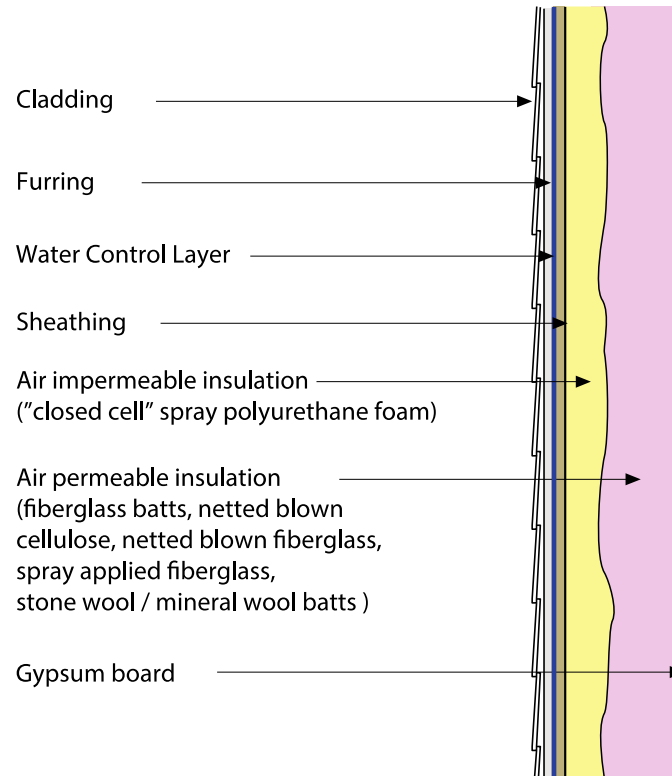 Cladding
Furring
Water Control Layer
Sheathing
Air impermeable insulation
(”closed cell” spray polyurethane foam)
Air permeable insulation
(fiberglass batts, netted blown
cellulose, netted blown fiberglass,
spray applied fiberglass,
stone wool / mineral wool batts )
Gypsum board